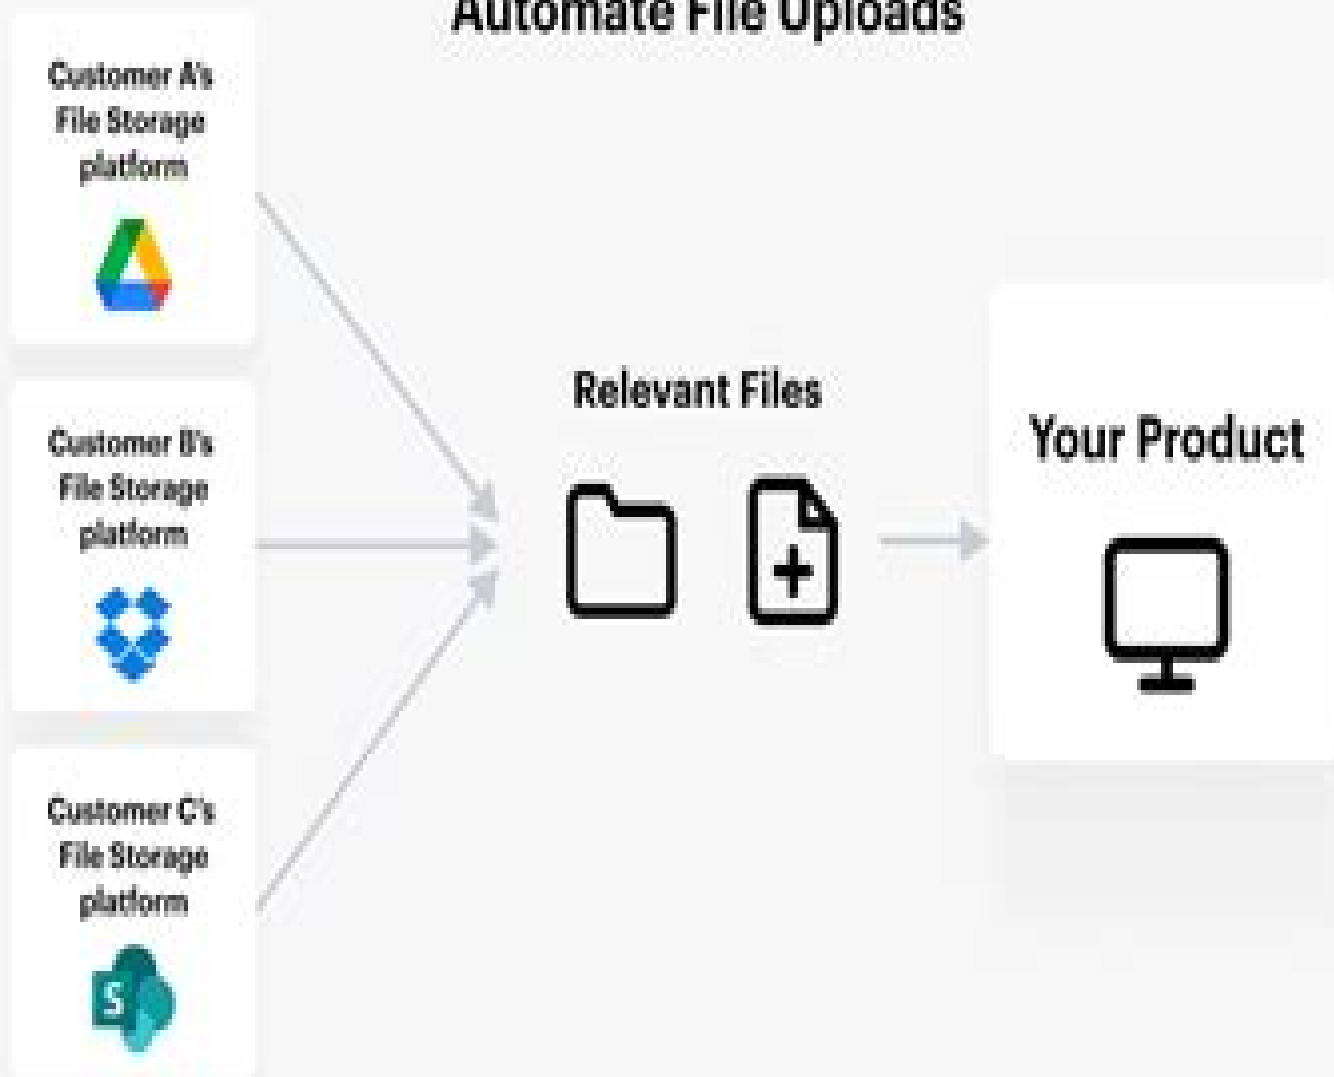 Automate File Uploads
Customer A's
File Storage
platform
Customer B's
File Storage
platform
Customer C's
File Storage
platform
S
Relevant Files
Your Product